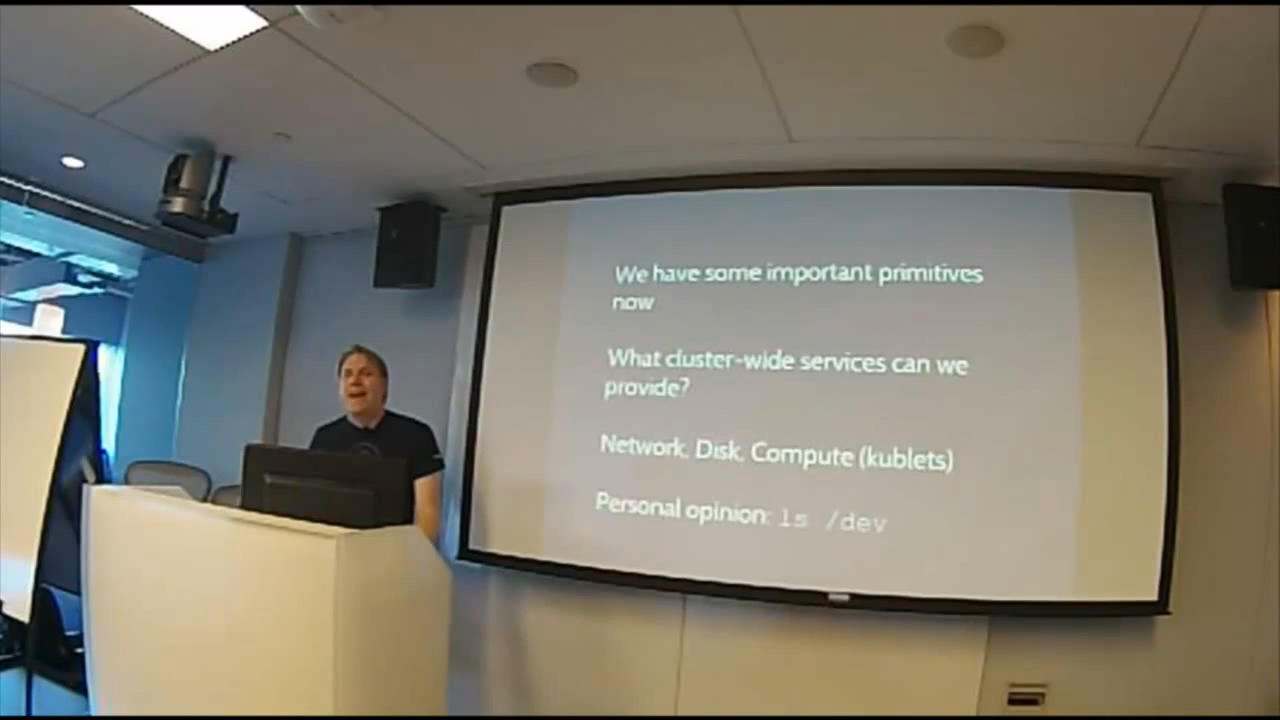 We have some important primitives
now
What cluster-wide services can we
provide?
Network, Disk, Compute (kublets)
Personal opinion: ls /dev